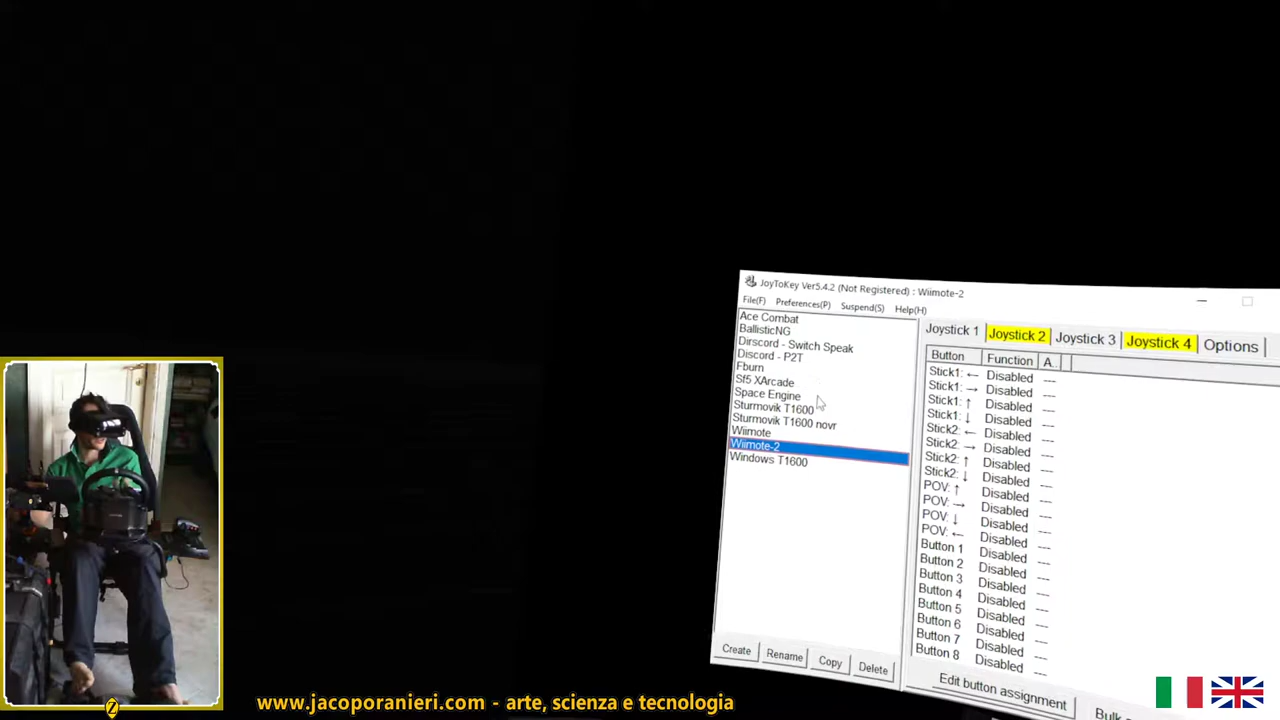 JoyToKey Ver5.4.2 (Not Registered) : Wiimote-2
File(F) Preferences(P) Suspend(S) Help(H)
Ace Combat
BallisticNG
Dirscord - Switch Speak
Discord - P2T
Fburn
Sf5 XArcade
Space Engine
Sturmovik T1600
Sturmovik T1600 novr
Wiimote
Wiimote-2
Windows T1600
Create Rename Copy Delete
Joystick 1 Joystick 2 Joystick 3 Joystick 4 Options
Button Function A..
Stick1: ← Disabled ---
Stick1: → Disabled ---
Stick1: ↑ Disabled ---
Stick1: ↓ Disabled ---
Stick2: ← Disabled ---
Stick2: → Disabled ---
Stick2: ↑ Disabled ---
Stick2: ↓ Disabled ---
POV: ↑ Disabled ---
POV: → Disabled ---
POV: ↓ Disabled ---
POV: ← Disabled ---
Button 1 Disabled ---
Button 2 Disabled ---
Button 3 Disabled ---
Button 4 Disabled ---
Button 5 Disabled ---
Button 6 Disabled ---
Button 7 Disabled ---
Button 8 Disabled ---
Edit button assignment Bulk
www.jacoporanieri.com - arte, scienza e tecnologia